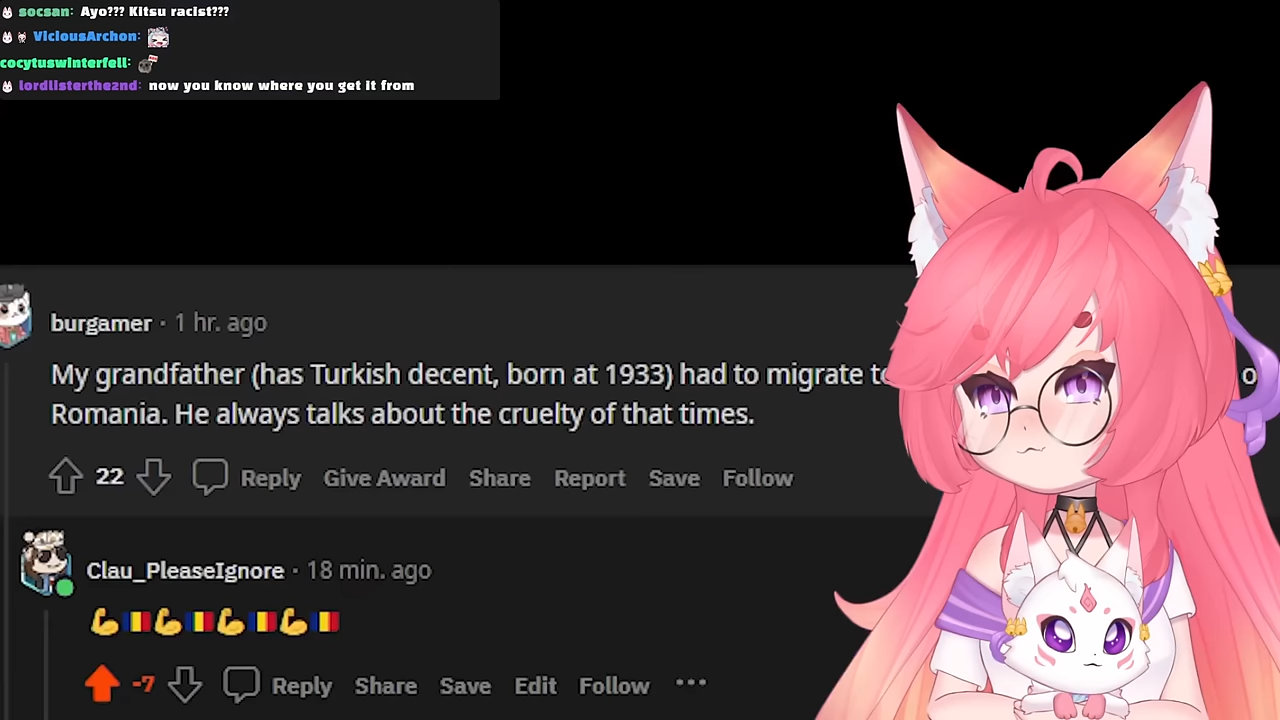 socsan: Ayo??? Kitsu racist???
ViciousArchon:
cocytuswinterfell:
lordlisterthe2nd: now you know where you get it from
burgamer · 1 hr. ago
My grandfather (has Turkish decent, born at 1933) had to migrate to
Romania. He always talks about the cruelty of that times.
22 Reply Give Award Share Report Save Follow
Clau_PleaseIgnore · 18 min. ago
💪🇷🇴💪🇷🇴💪🇷🇴💪🇷🇴
-7 Reply Share Save Edit Follow ...